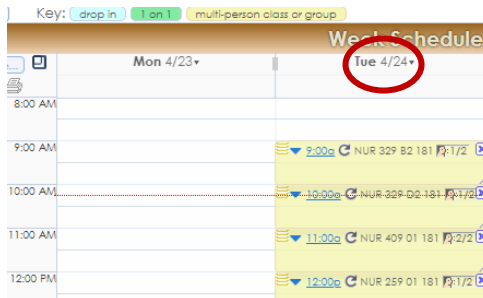 Key: drop in 1 on 1 multi-person class or group
Week Schedule
e... Mon 4/23 Tue 4/24
8:00 AM
9:00 AM 9:00a NUR 329 B2 181 :1/2
10:00 AM 10:00a NUR 329 D2 181 :1/2
11:00 AM 11:00a NUR 409 01 181 :2/2
12:00 PM 12:00p NUR 259 01 181 :1/2